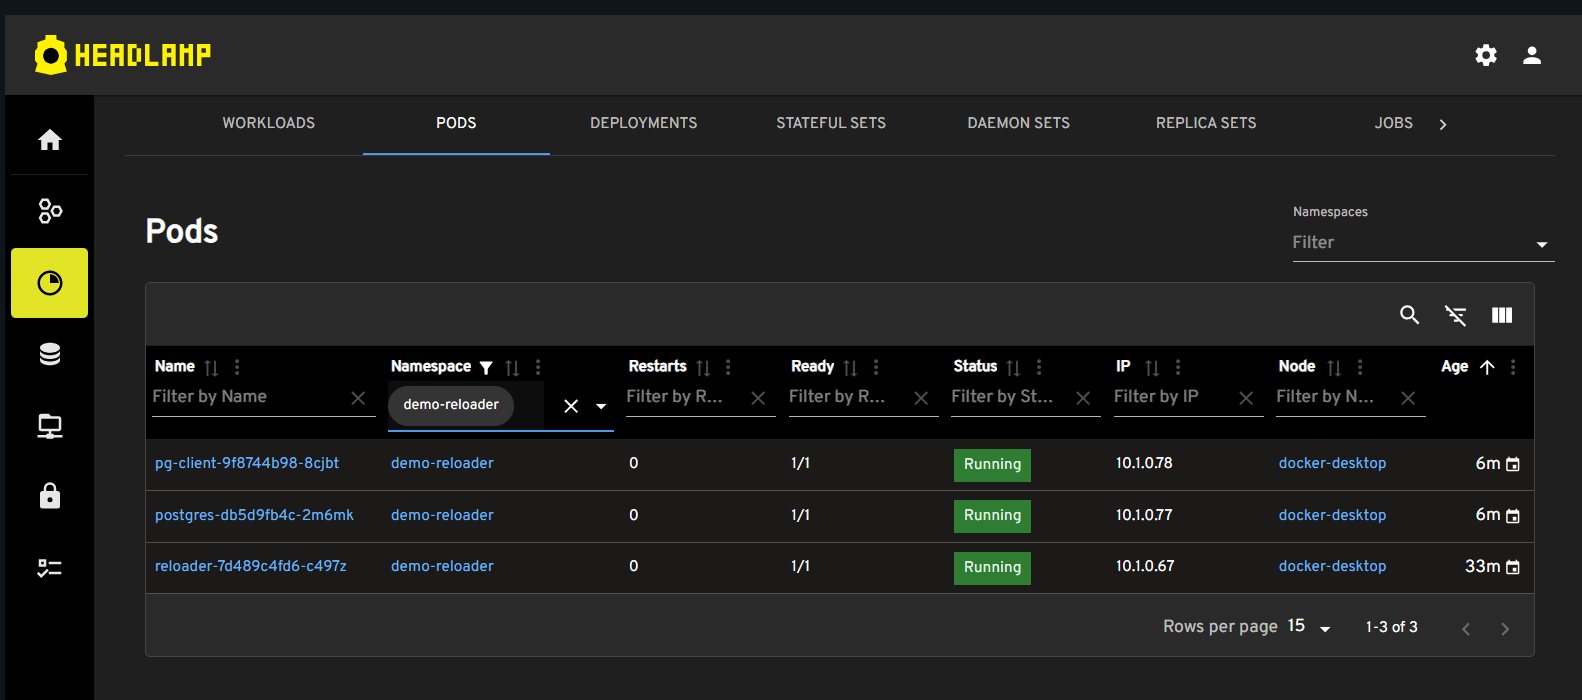 HEADLAMP
WORKLOADS PODS DEPLOYMENTS STATEFUL SETS DAEMON SETS REPLICA SETS JOBS
Pods
Namespaces
Filter
Name Namespace Restarts Ready Status IP Node Age
Filter by Name demo-reloader Filter by R... Filter by R... Filter by St... Filter by IP Filter by N...
pg-client-9f8744b98-8cjbt demo-reloader 0 1/1 Running 10.1.0.78 docker-desktop 6m
postgres-db5d9fb4c-2m6mk demo-reloader 0 1/1 Running 10.1.0.77 docker-desktop 6m
reloader-7d489c4fd6-c497z demo-reloader 0 1/1 Running 10.1.0.67 docker-desktop 33m
Rows per page 15 1-3 of 3